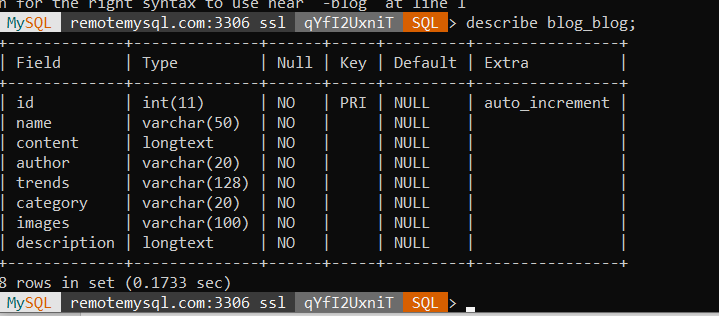 n for the right syntax to use near '-blog' at line 1
MySQL remotemysql.com:3306 ssl qYfI2UxniT SQL > describe blog_blog;
+-------------+--------------+------+-----+---------+----------------+
| Field | Type | Null | Key | Default | Extra |
+-------------+--------------+------+-----+---------+----------------+
| id | int(11) | NO | PRI | NULL | auto_increment |
| name | varchar(50) | NO | | NULL | |
| content | longtext | NO | | NULL | |
| author | varchar(20) | NO | | NULL | |
| trends | varchar(128) | NO | | NULL | |
| category | varchar(20) | NO | | NULL | |
| images | varchar(100) | NO | | NULL | |
| description | longtext | NO | | NULL | |
+-------------+--------------+------+-----+---------+----------------+
8 rows in set (0.1733 sec)
MySQL remotemysql.com:3306 ssl qYfI2UxniT SQL > _